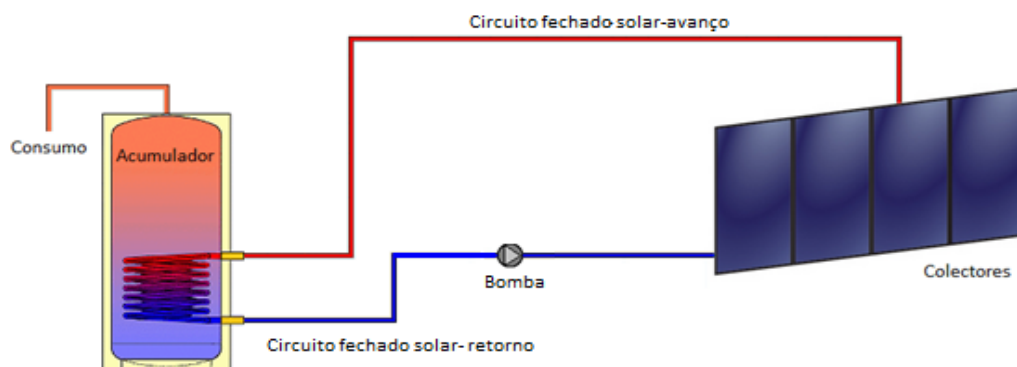 Circuito fechado solar-avanço
Consumo
Acumulador
Colectores
Bomba
Circuito fechado solar- retorno